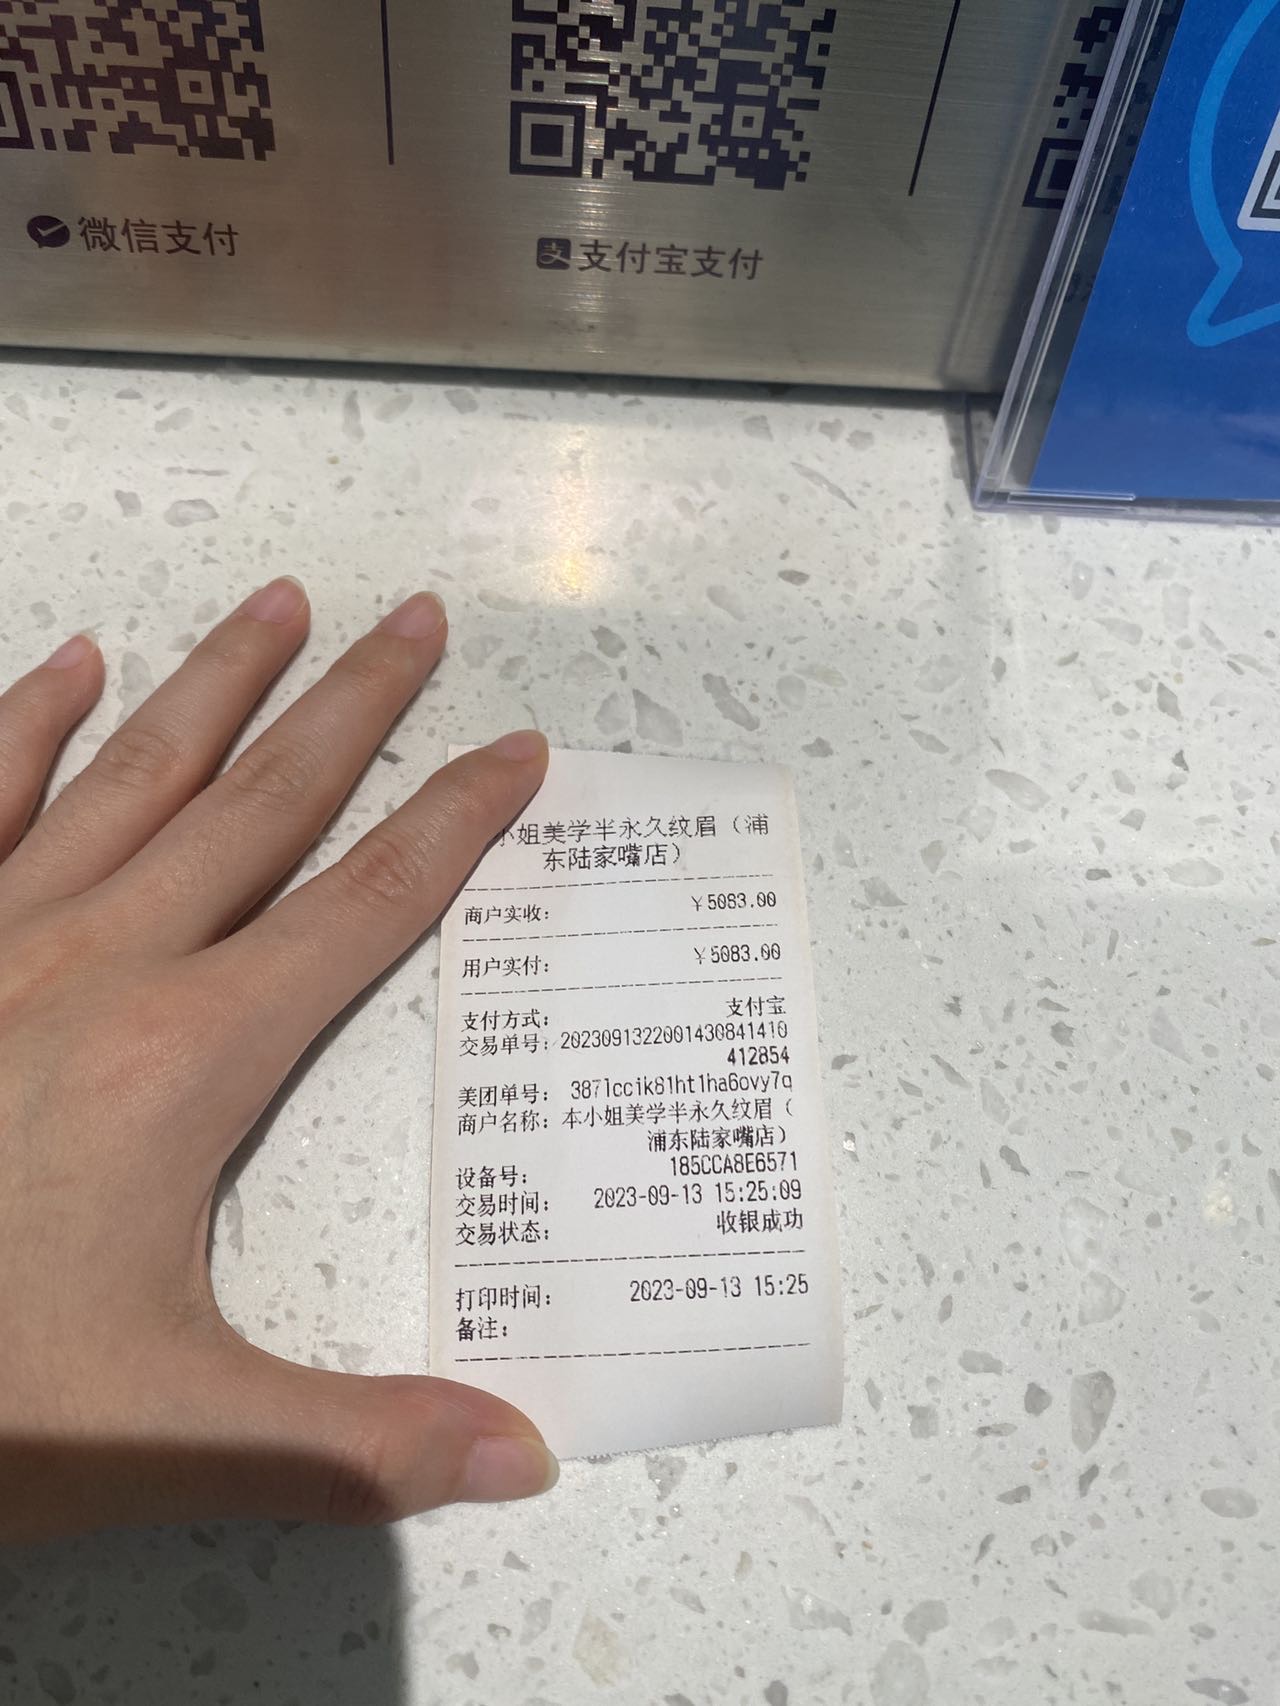 微信支付
支付宝支付
小姐美学半永久纹眉（浦
东陆家嘴店）
商户实收： ￥5083.00
用户实付： ￥5083.00
支付方式： 支付宝
交易单号：2023091322001430841410
412854
美团单号： 3871ccik81ht1ha6ovy7q
商户名称：本小姐美学半永久纹眉（
浦东陆家嘴店）
设备号： 185CCA8E6571
交易时间： 2023-09-13 15:25:09
交易状态： 收银成功
打印时间： 2023-09-13 15:25
备注：